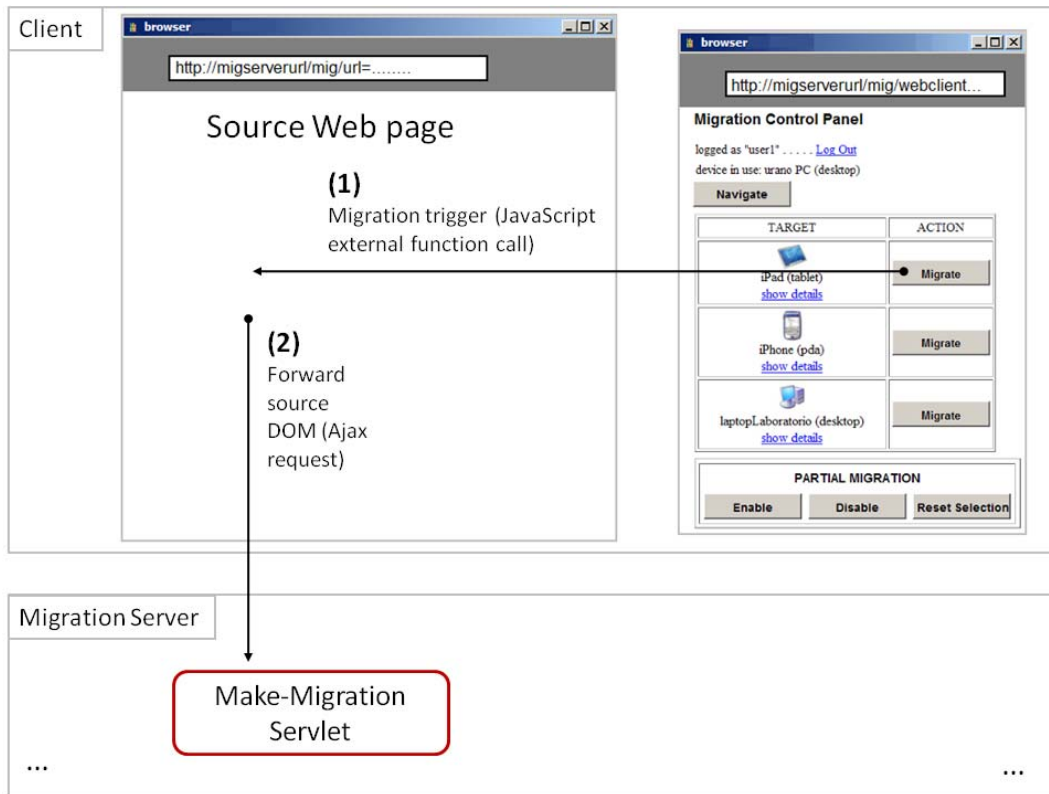 Client
browser
http://migserverurl/mig/url=........
Source Web page
(1)
Migration trigger (JavaScript
external function call)
(2)
Forward
source
DOM (Ajax
request)
browser
http://migserverurl/mig/webclient...
Migration Control Panel
logged as "user1" . . . . . Log Out
device in use: urano PC (desktop)
Navigate
TARGET ACTION
iPad (tablet) Migrate
show details
iPhone (pda) Migrate
show details
laptopLaboratorio (desktop) Migrate
show details
PARTIAL MIGRATION
Enable Disable Reset Selection
Migration Server
Make-Migration
Servlet
... ...